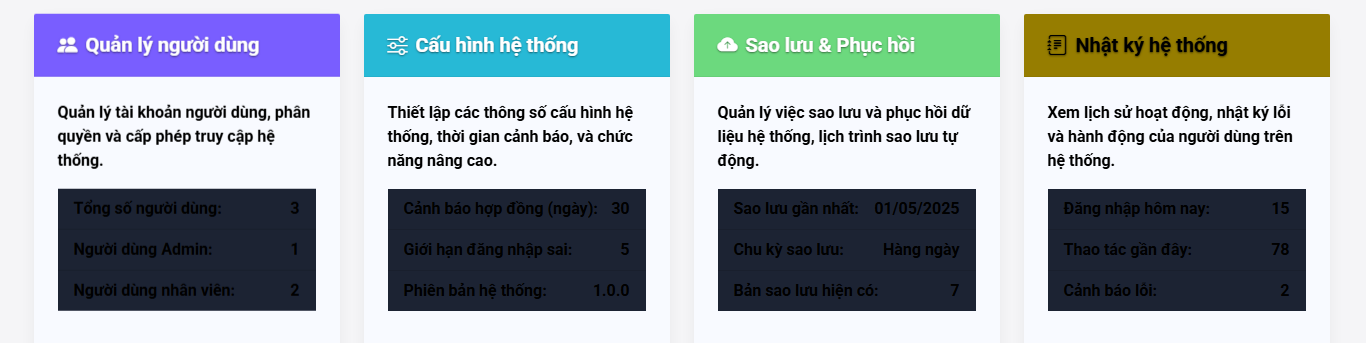 Quản lý người dùng
Quản lý tài khoản người dùng, phân
quyền và cấp phép truy cập hệ
thống.
Tổng số người dùng: 3
Người dùng Admin: 1
Người dùng nhân viên: 2
Cấu hình hệ thống
Thiết lập các thông số cấu hình hệ
thống, thời gian cảnh báo, và chức
năng nâng cao.
Cảnh báo hợp đồng (ngày): 30
Giới hạn đăng nhập sai: 5
Phiên bản hệ thống: 1.0.0
Sao lưu & Phục hồi
Quản lý việc sao lưu và phục hồi dữ
liệu hệ thống, lịch trình sao lưu tự
động.
Sao lưu gần nhất: 01/05/2025
Chu kỳ sao lưu: Hàng ngày
Bản sao lưu hiện có: 7
Nhật ký hệ thống
Xem lịch sử hoạt động, nhật ký lỗi
và hành động của người dùng trên
hệ thống.
Đăng nhập hôm nay: 15
Thao tác gần đây: 78
Cảnh báo lỗi: 2